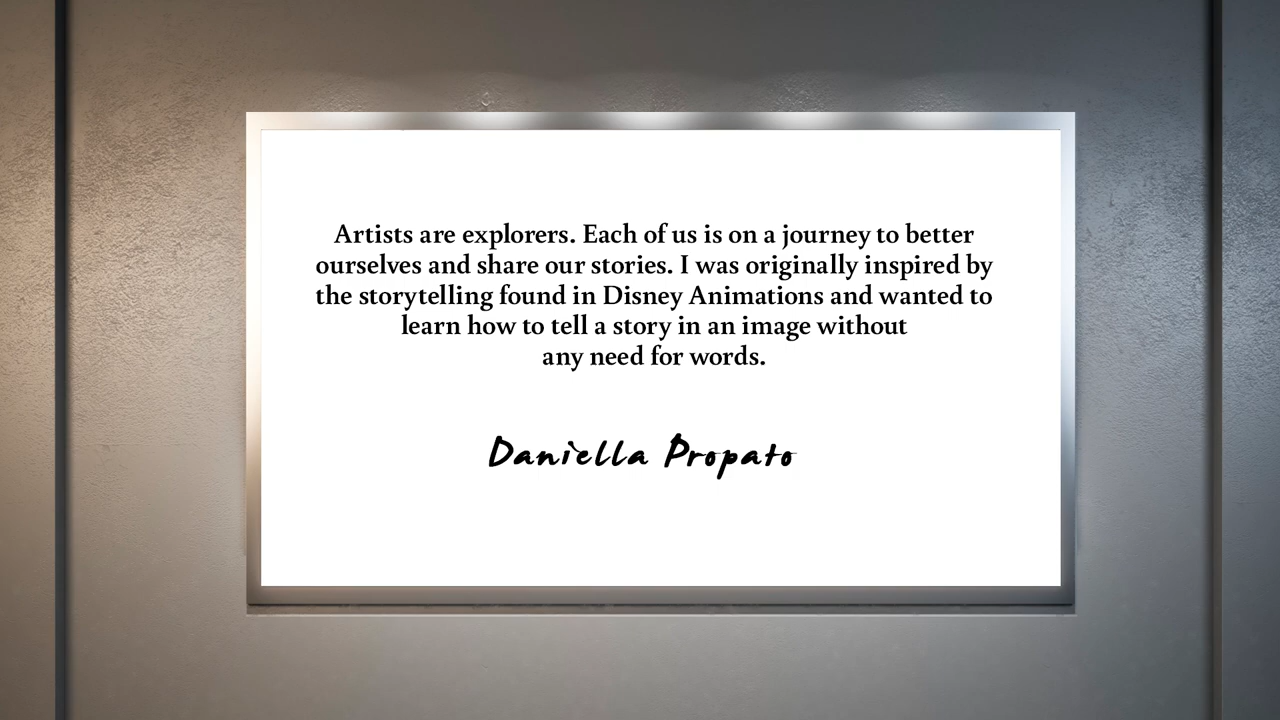 Artists are explorers. Each of us is on a journey to better
ourselves and share our stories. I was originally inspired by
the storytelling found in Disney Animations and wanted to
learn how to tell a story in an image without
any need for words.
Daniella Propato